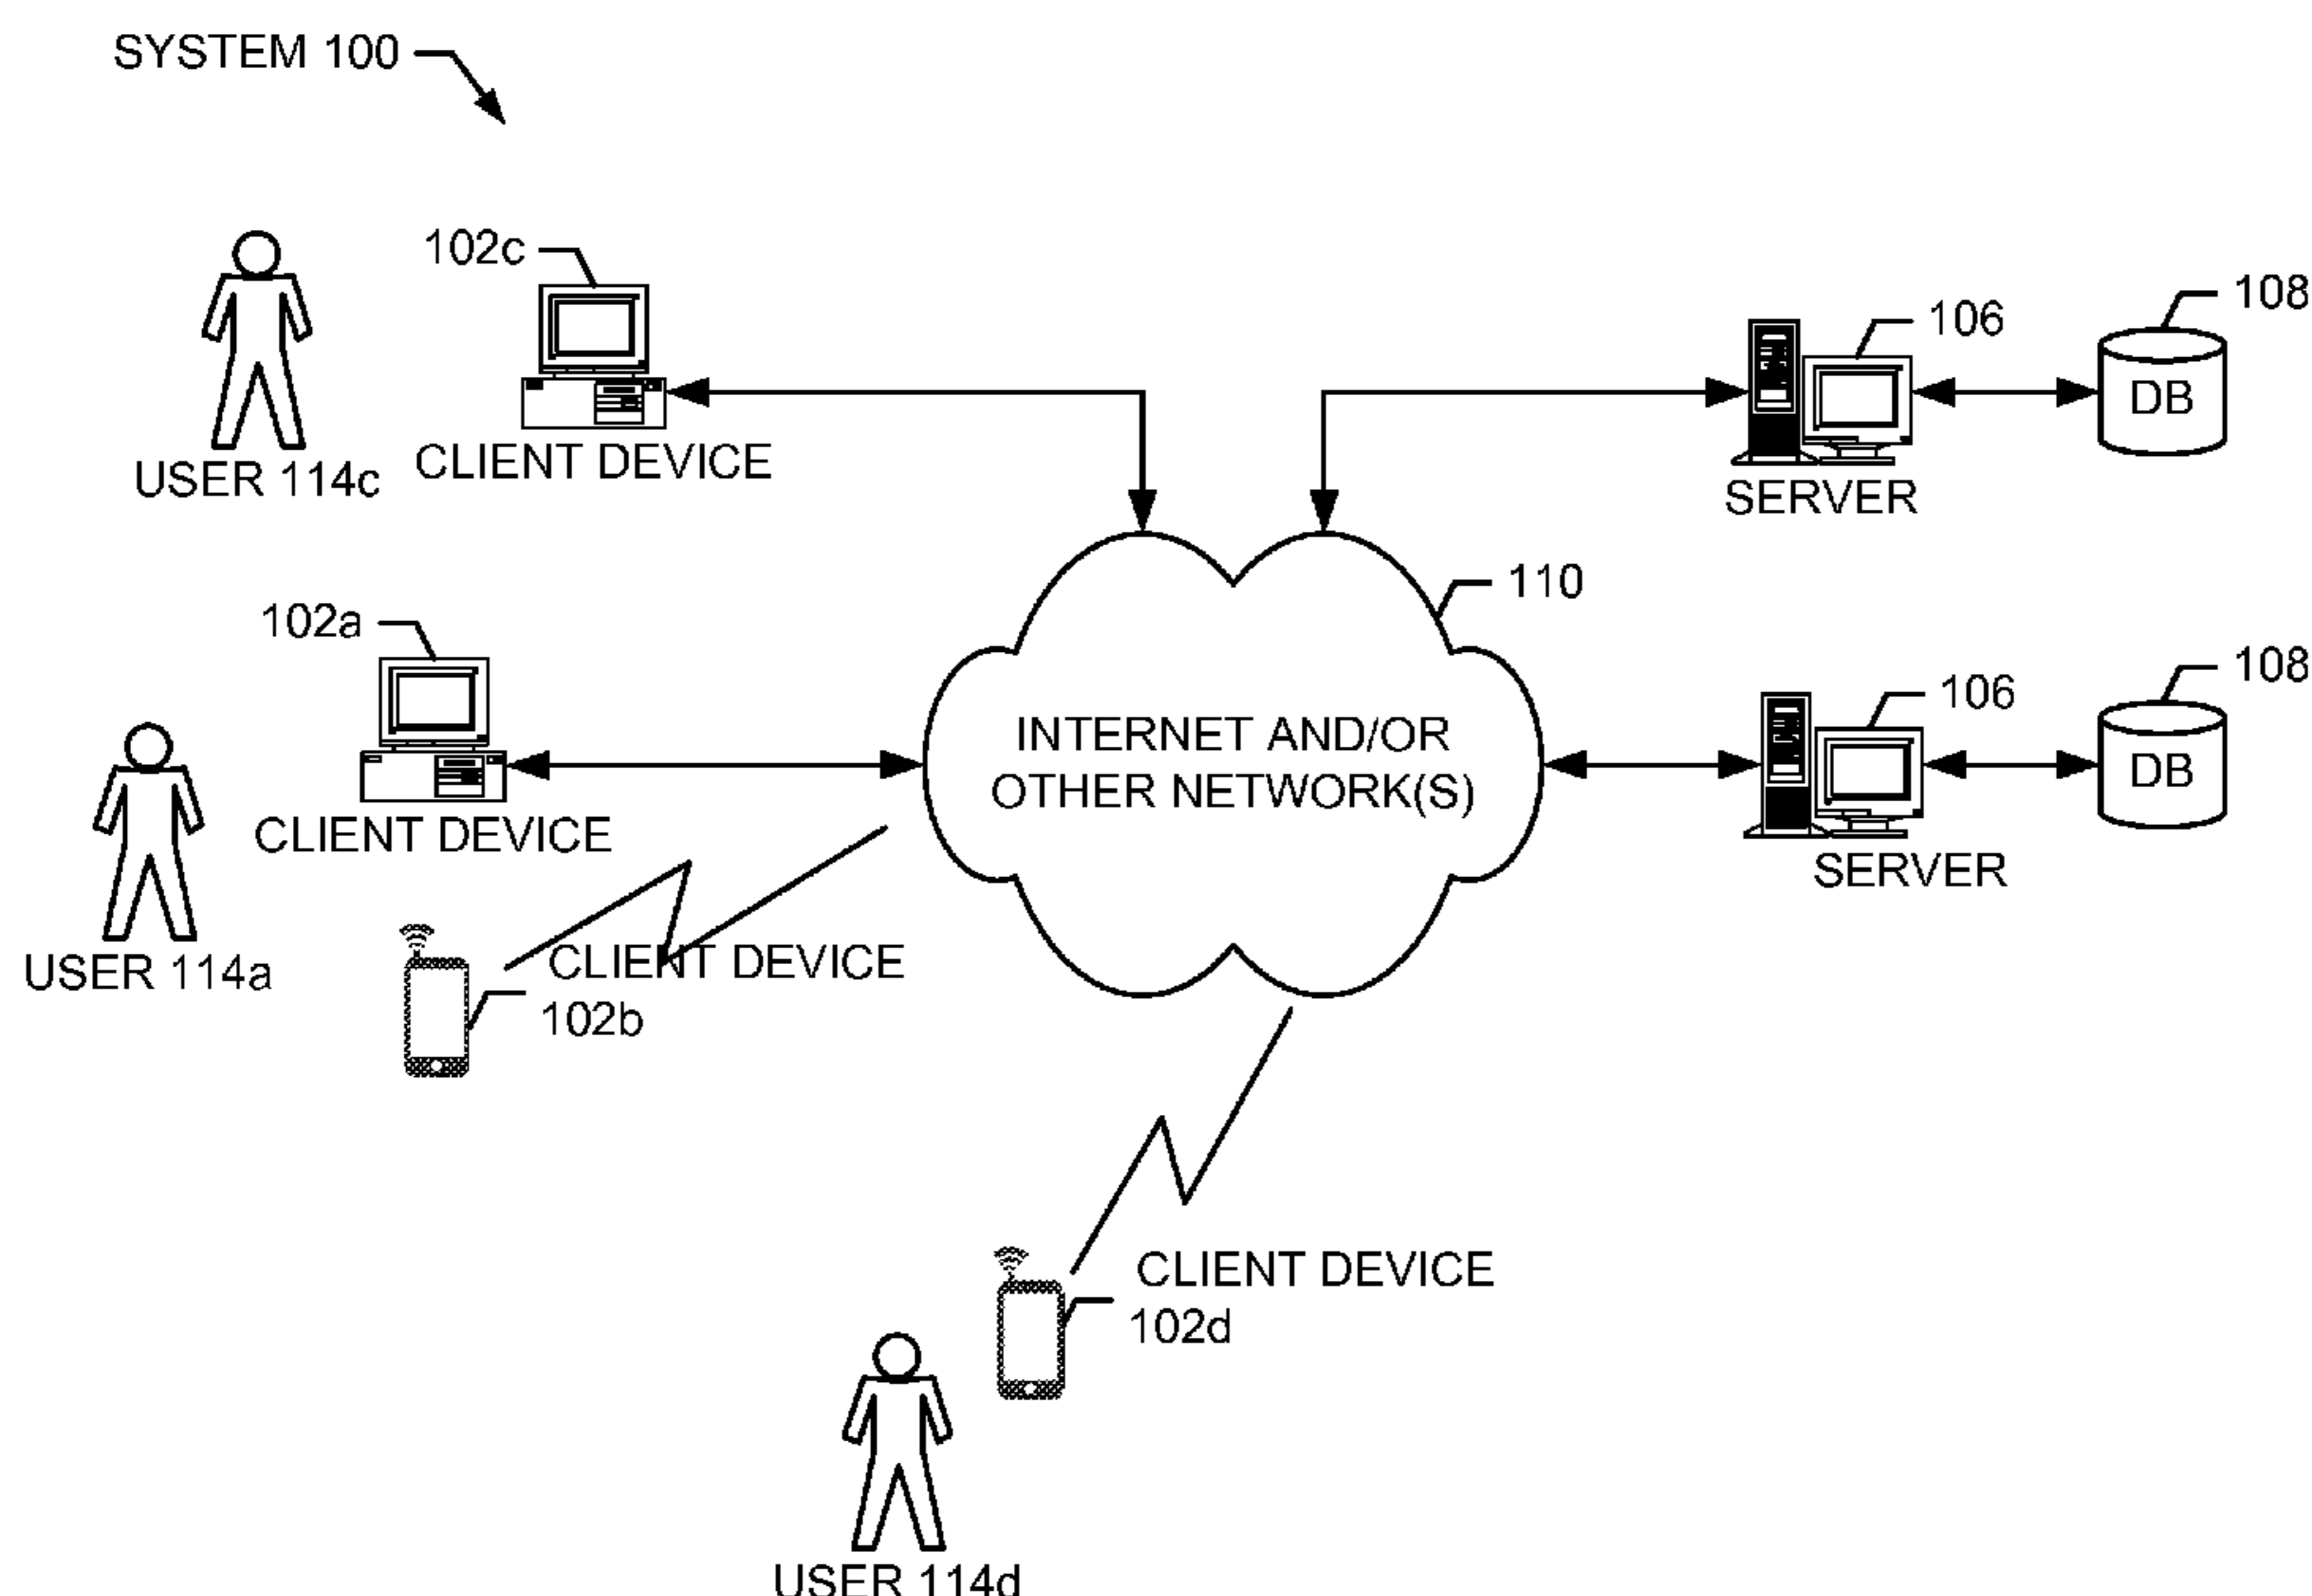 SYSTEM 100
102c
108
106
DB
USER 114c
CLIENT DEVICE
SERVER
110
102a
108
106
INTERNET AND/OR
OTHER NETWORK(S)
DB
CLIENT DEVICE
SERVER
USER 114a
CLIENT DEVICE
102b
CLIENT DEVICE
102d
USER 114d